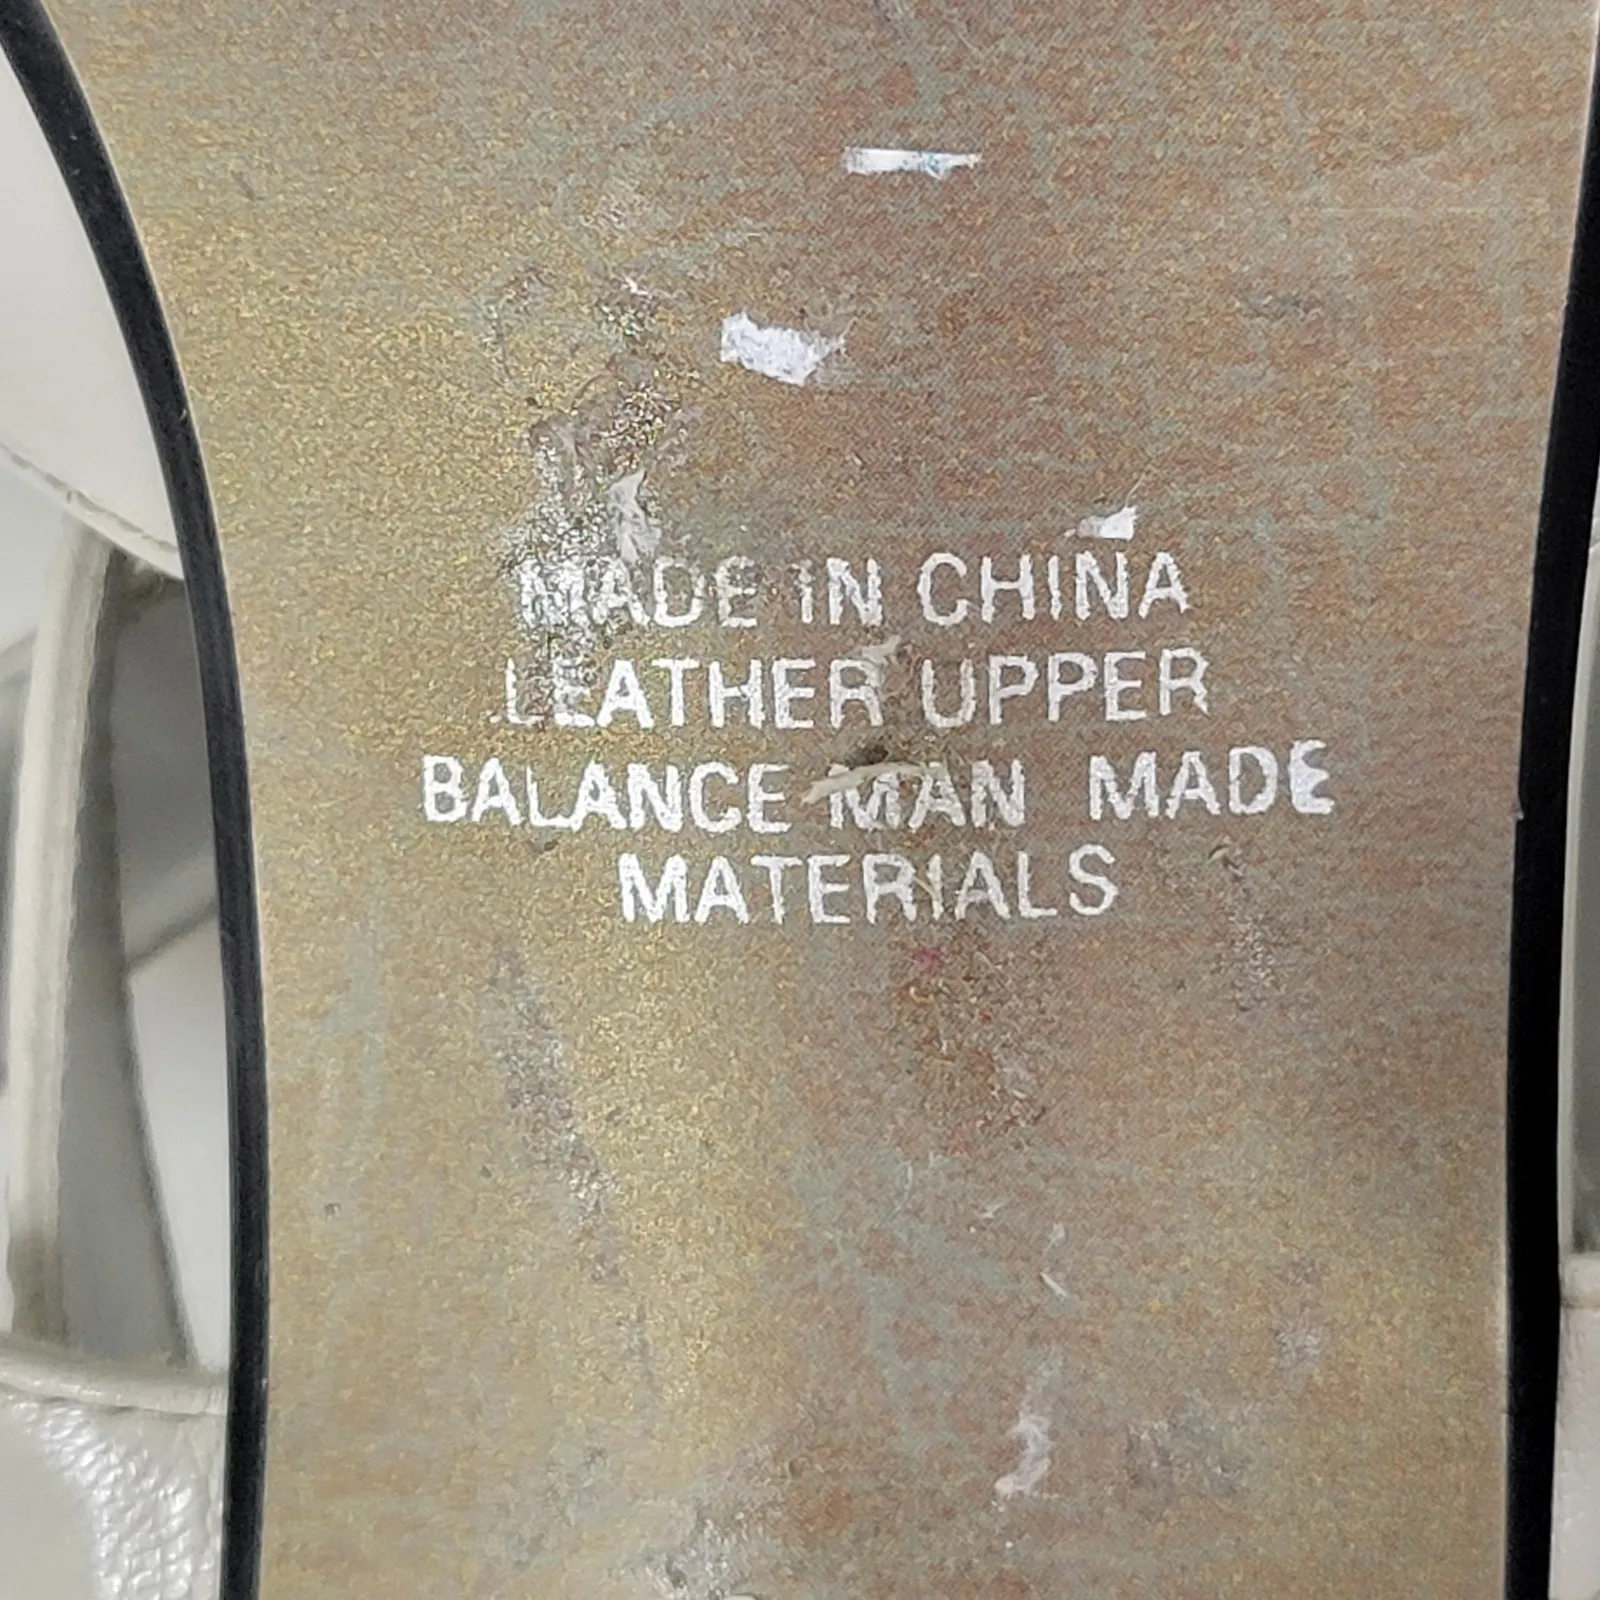 MADE IN CHINA
LEATHER UPPER
BALANCE MAN MADE
MATERIALS